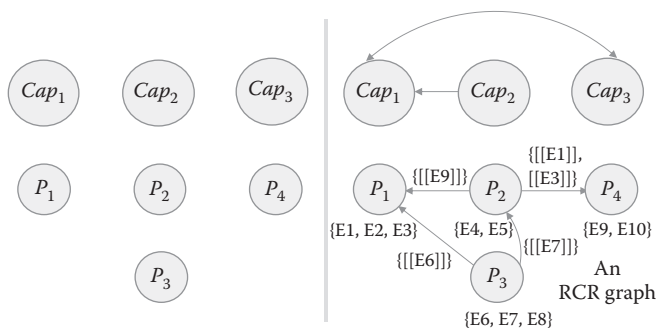 Cap1
Cap2
Cap3
P1
P2
P4
P3
Cap1
Cap2
Cap3
{[[E1]],
[[E3]]}
{[[E9]]}
P1
P2
P4
{E1, E2, E3}
{E4, E5}
{E9, E10}
{[[E6]]}
{[[E7]]}
P3
An
RCR graph
{E6, E7, E8}